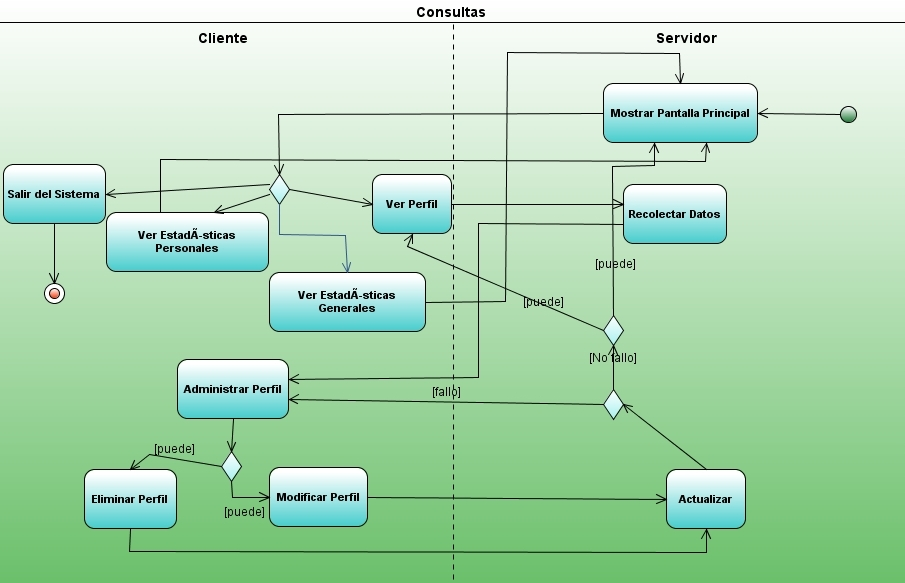 Consultas
Cliente
Servidor
Mostrar Pantalla Principal
Salir del Sistema
Ver Perfil
Recolectar Datos
Ver EstadÃ-sticas
Personales
[puede]
Ver EstadÃ-sticas
Generales
[puede]
[No fallo]
Administrar Perfil
[fallo]
[puede]
Eliminar Perfil
Modificar Perfil
Actualizar
[puede]